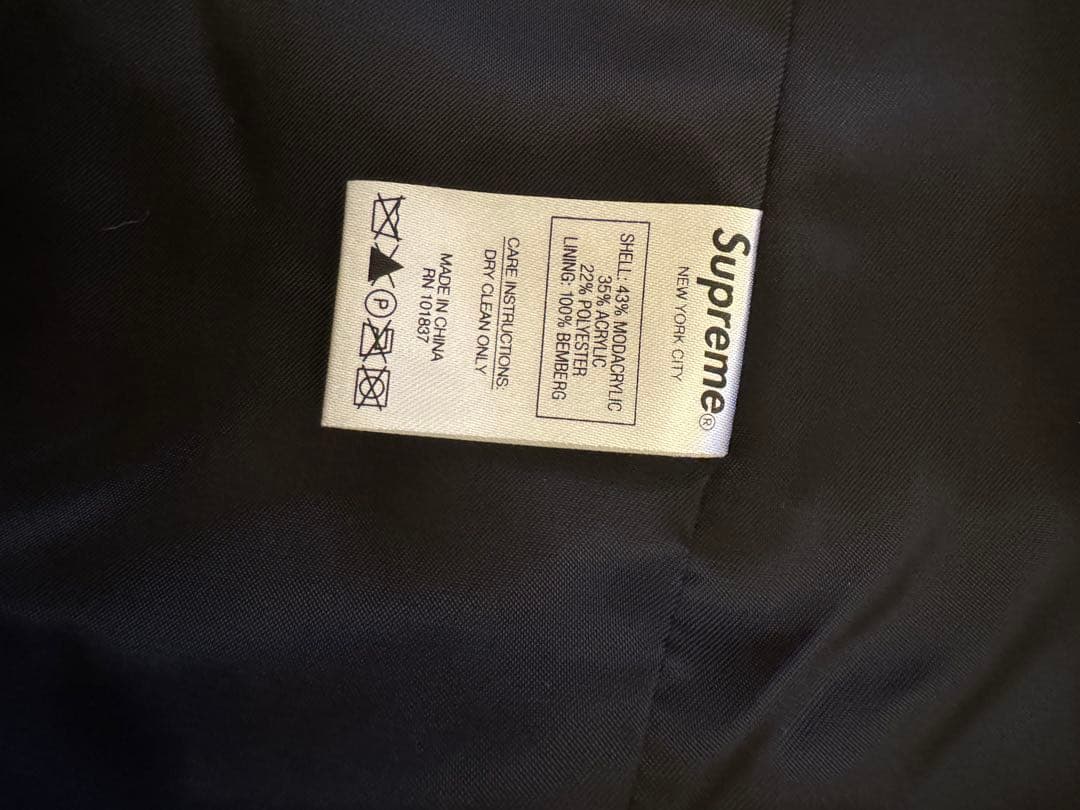 Supreme®
NEW YORK CITY
SHELL: 43% MODACRYLIC
35% ACRYLIC
22% POLYESTER
LINING: 100% BEMBERG
CARE INSTRUCTIONS:
DRY CLEAN ONLY
MADE IN CHINA
RN 101837
P